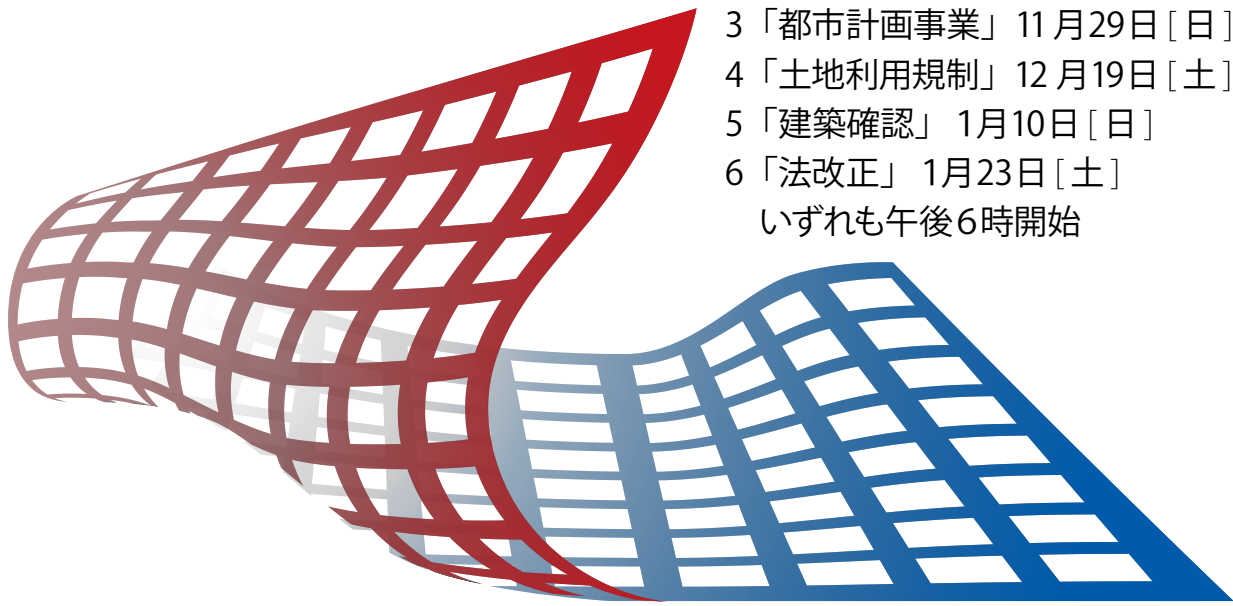 3「都市計画事業」11月29日[日]
4「土地利用規制」12月19日[土]
5「建築確認」 1月10日[日]
6「法改正」 1月23日[土]
いずれも午後6時開始